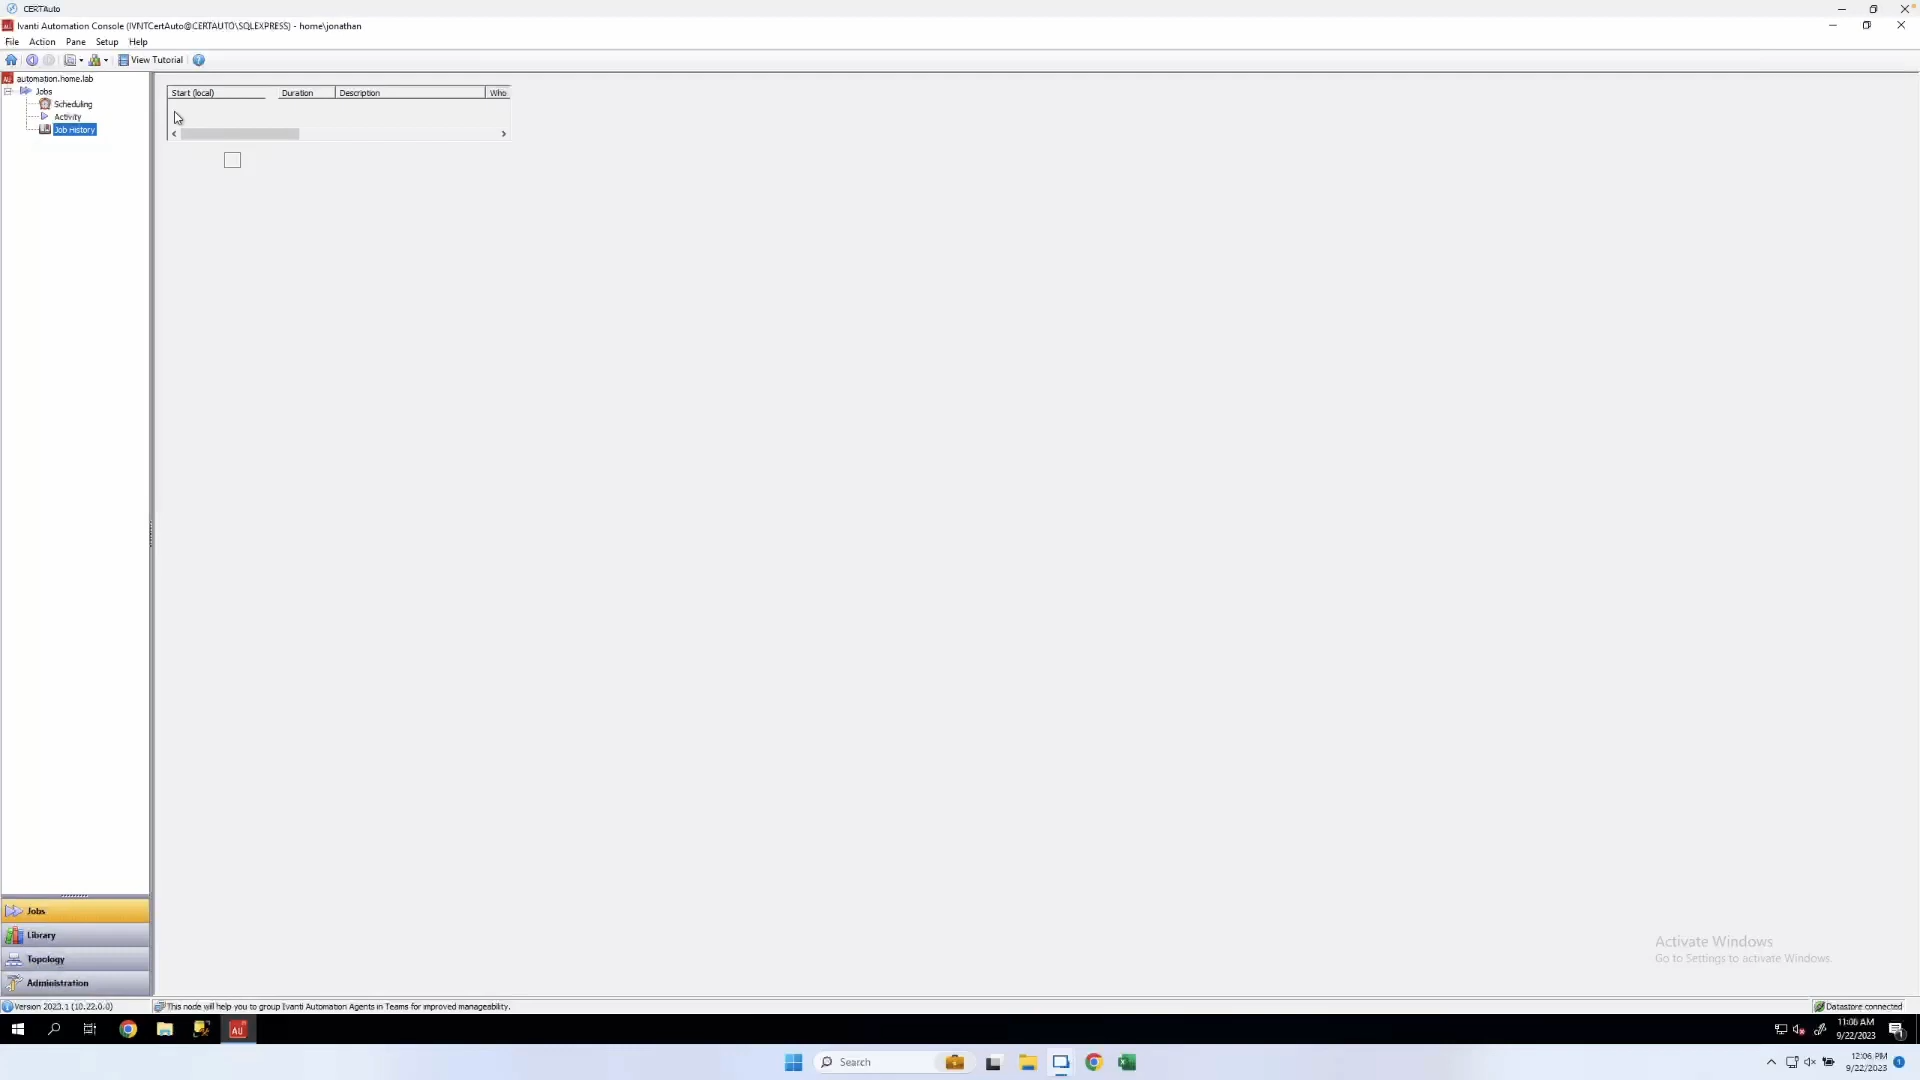 CERTAuto
Ivanti Automation Console (IVNTCertAuto@CERTAUTO\SQLEXPRESS) - home\jonathan
File Action Pane Setup Help
View Tutorial
automation.home.lab
Jobs
Scheduling
Activity
Job History
Start (local) Duration Description Who
Jobs
Library
Topology
Administration
Activate Windows
Go to Settings to activate Windows.
Version 2023.1 (10.22.0.0) This node will help you to group Ivanti Automation Agents in Teams for improved manageability. Datastore connected
AU
11:06 AM
9/22/2023
Search
12:06 PM
9/22/2023